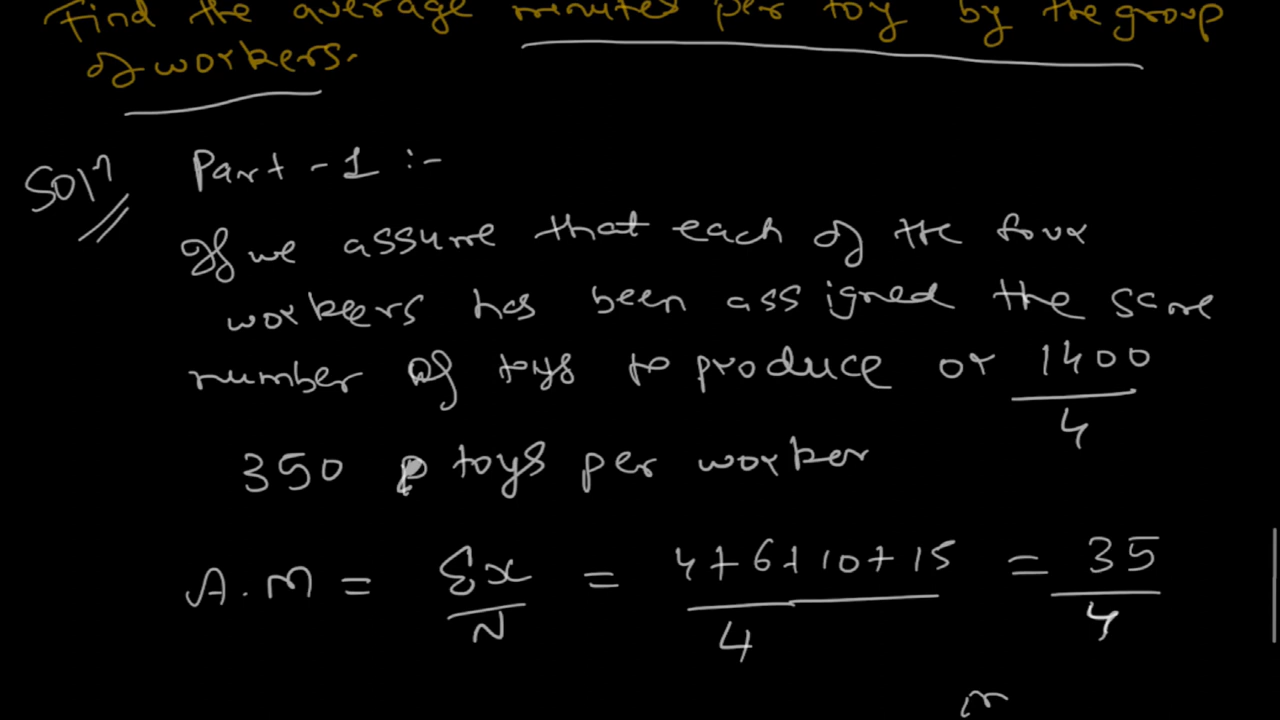 Find the average minutes per toy by the group
of workers.
Soln Part - 1 :-
If we assume that each of the four
workers has been assigned the same
number of toys to produce or 1400/4
350 toys per worker
A.M = Σx/N = 4+6+10+15/4 = 35/4
m